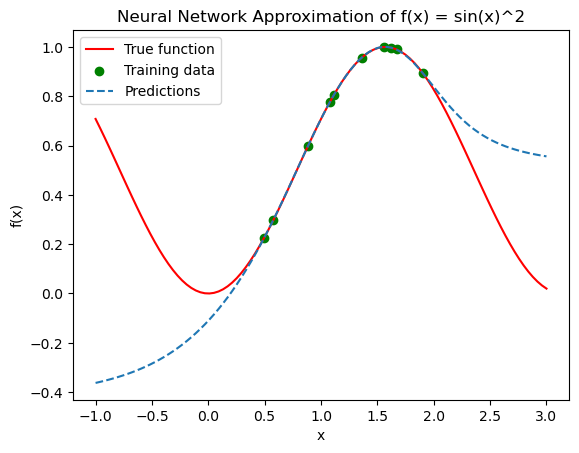 Neural Network Approximation of f(x) = sin(x)^2
True function
Training data
Predictions
1.0
0.8
0.6
0.4
0.2
0.0
−0.2
−0.4
f(x)
−1.0 −0.5 0.0 0.5 1.0 1.5 2.0 2.5 3.0
x